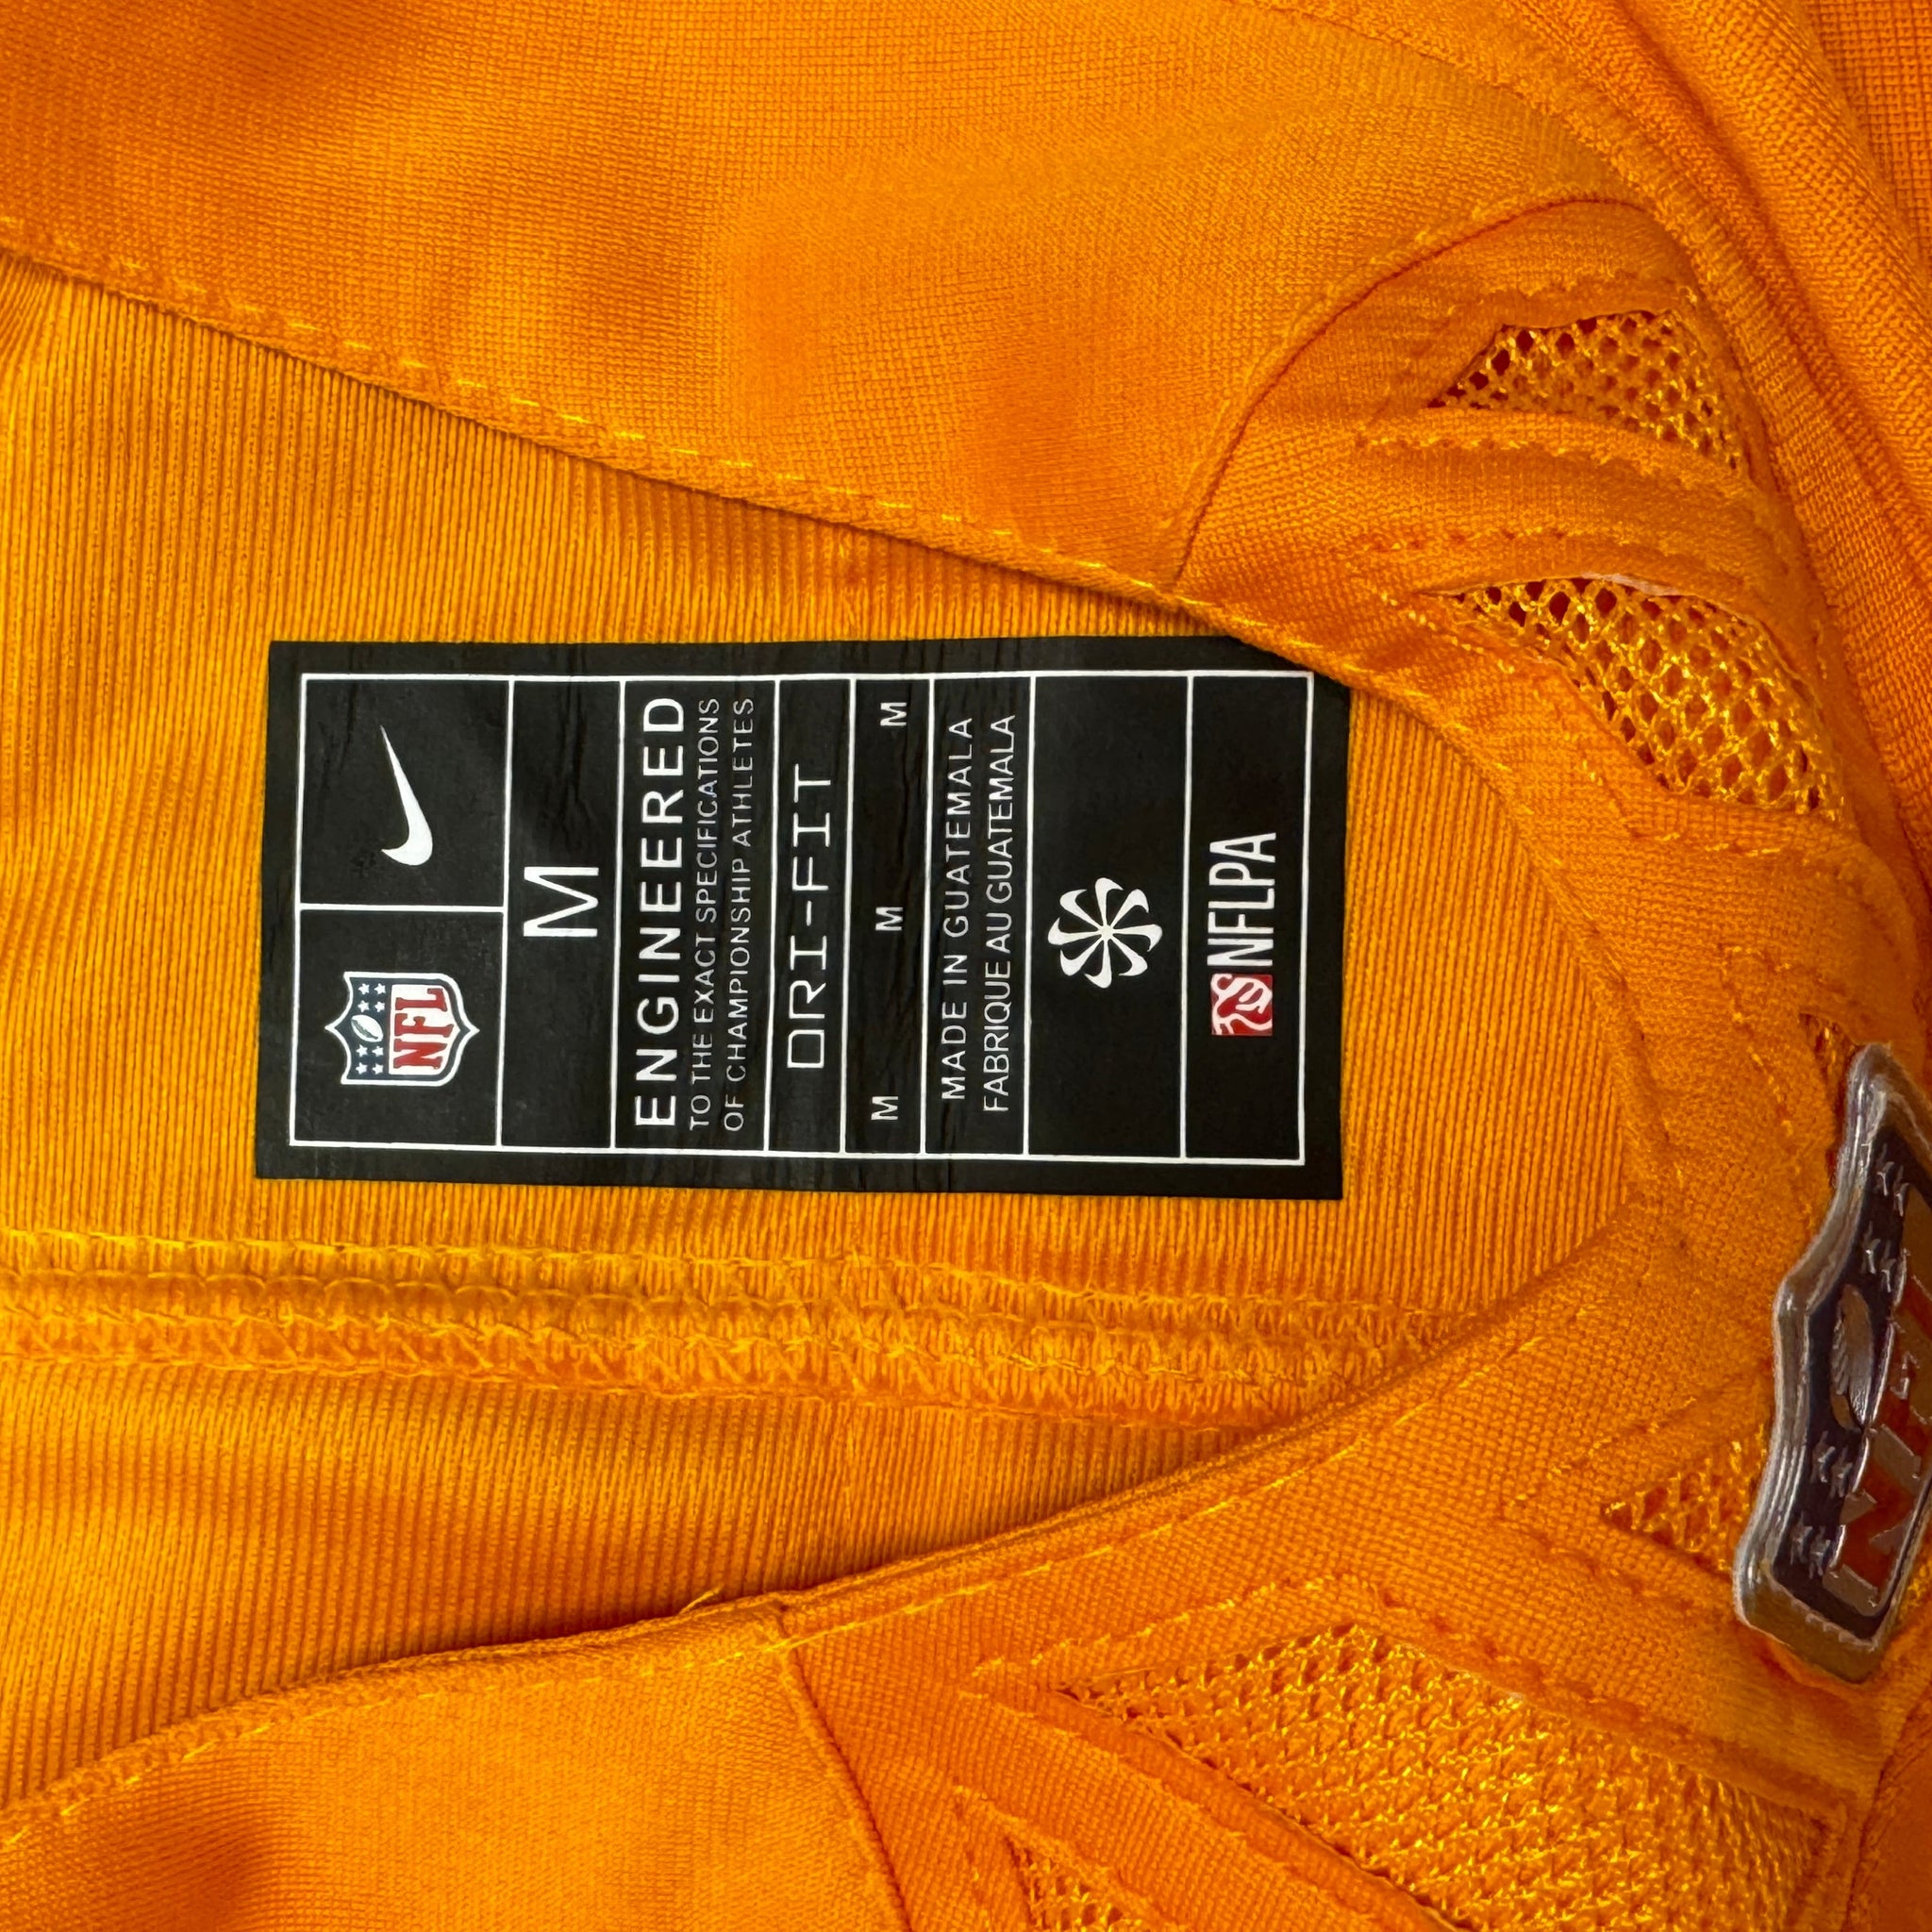 NFL
M
ENGINEERED
TO THE EXACT SPECIFICATIONS
OF CHAMPIONSHIP ATHLETES
DRI-FIT
M M M
MADE IN GUATEMALA
FABRIQUE AU GUATEMALA
NFLPA